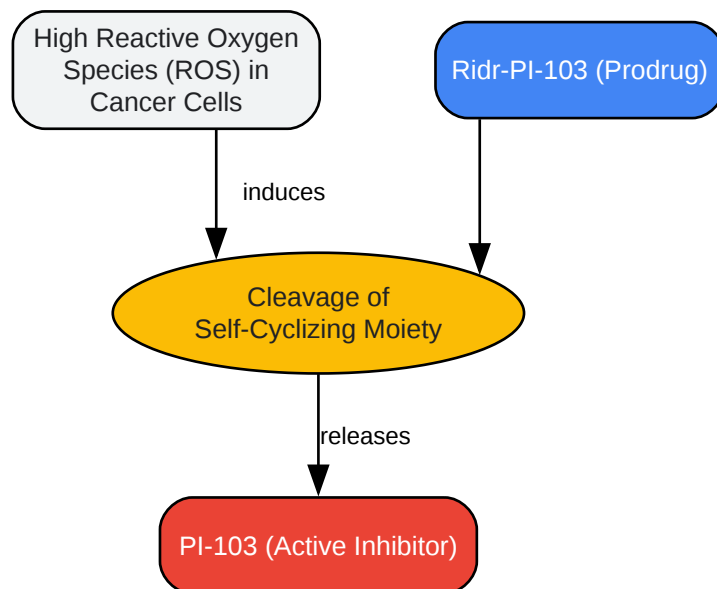 High Reactive Oxygen
Species (ROS) in
Cancer Cells
Ridr-PI-103 (Prodrug)
induces
Cleavage of
Self-Cyclizing Moiety
releases
PI-103 (Active Inhibitor)